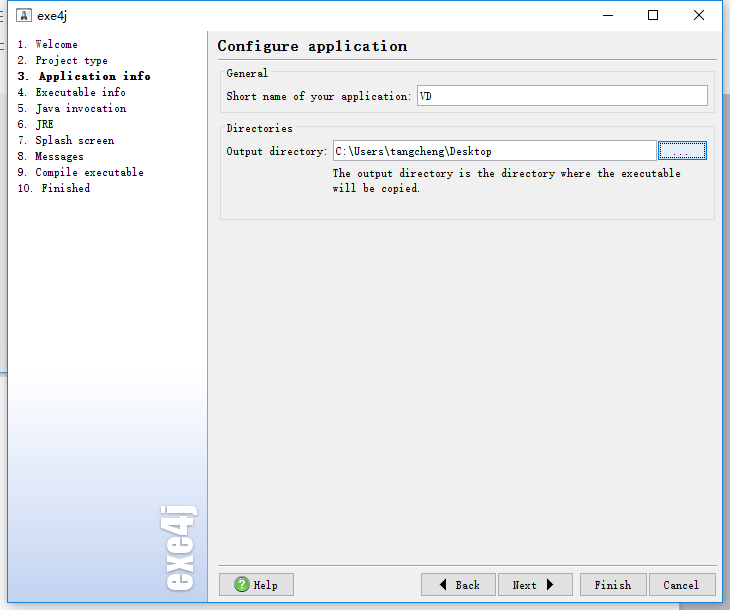 exe4j
1. Welcome
2. Project type
3. Application info
4. Executable info
5. Java invocation
6. JRE
7. Splash screen
8. Messages
9. Compile executable
10. Finished
exe4j
Configure application
General
Short name of your application: VD
Directories
Output directory: C:\Users\tangcheng\Desktop ...
The output directory is the directory where the executable
will be copied.
Help Back Next Finish Cancel